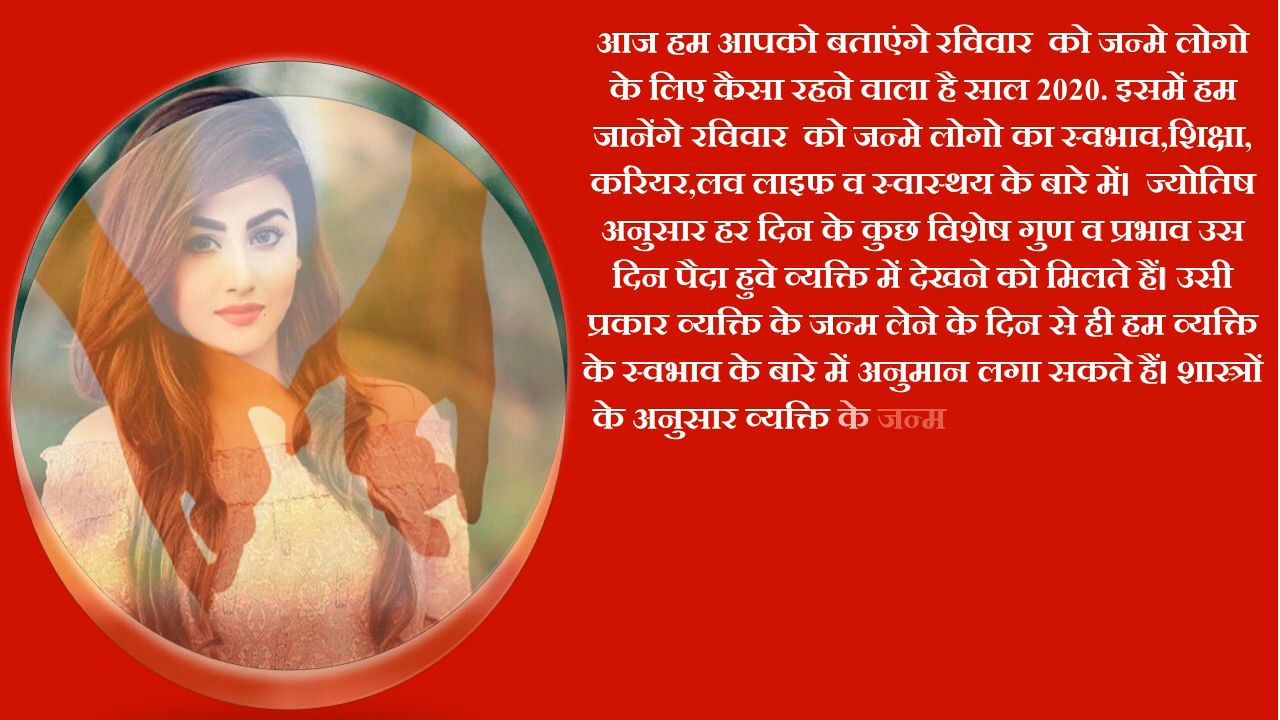 आज हम आपको बताएंगे रविवार को जन्मे लोगो
के लिए कैसा रहने वाला है साल 2020. इसमें हम
जानेंगे रविवार को जन्मे लोगो का स्वभाव,शिक्षा,
करियर,लव लाइफ व स्वास्थय के बारे में। ज्योतिष
अनुसार हर दिन के कुछ विशेष गुण व प्रभाव उस
दिन पैदा हुवे व्यक्ति में देखने को मिलते हैं। उसी
प्रकार व्यक्ति के जन्म लेने के दिन से ही हम व्यक्ति
के स्वभाव के बारे में अनुमान लगा सकते हैं। शास्त्रों
के अनुसार व्यक्ति के जन्म